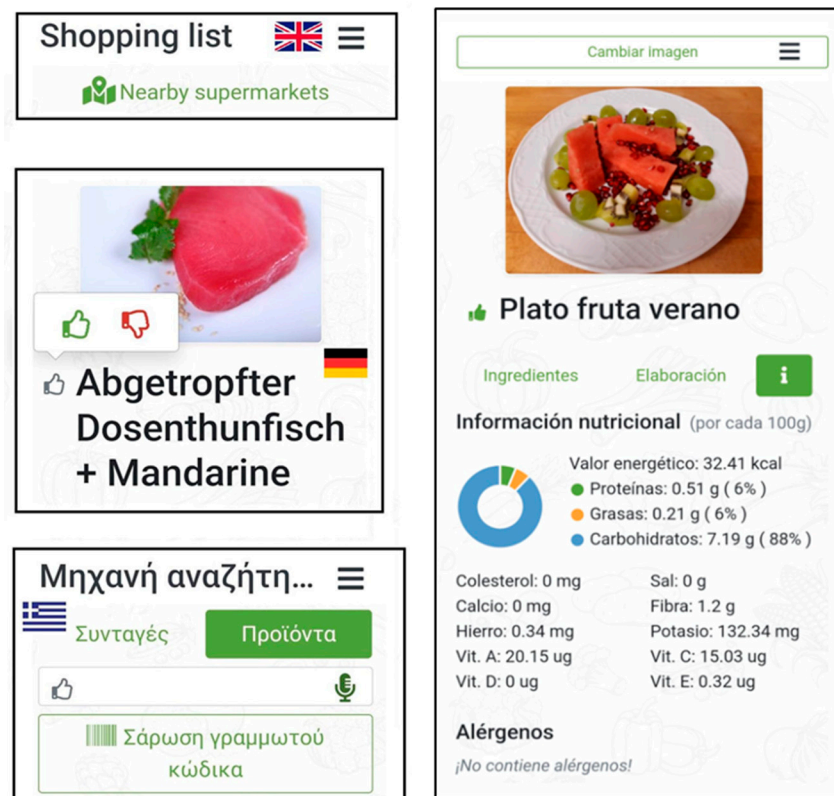 Shopping list
Nearby supermarkets
Abgetropfter
Dosenthunfisch
+ Mandarine
Μηχανή αναζήτη...
Συνταγές
Προϊόντα
Σάρωση γραμμωτού
κώδικα
Cambiar imagen
Plato fruta verano
Ingredientes
Elaboración
i
Información nutricional (por cada 100g)
Valor energético: 32.41 kcal
Proteínas: 0.51 g ( 6% )
Grasas: 0.21 g ( 6% )
Carbohidratos: 7.19 g ( 88% )
Colesterol: 0 mg
Sal: 0 g
Calcio: 0 mg
Fibra: 1.2 g
Hierro: 0.34 mg
Potasio: 132.34 mg
Vit. A: 20.15 ug
Vit. C: 15.03 ug
Vit. D: 0 ug
Vit. E: 0.32 ug
Alérgenos
¡No contiene alérgenos!